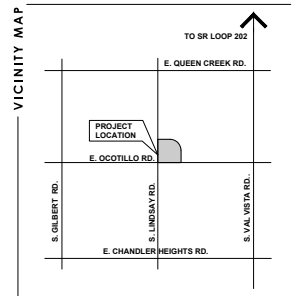 VICINITY MAP
TO SR LOOP 202
E. QUEEN CREEK RD.
PROJECT
LOCATION
E. OCOTILLO RD.
S. GILBERT RD.
S. LINDSAY RD.
S. VAL VISTA RD..
E. CHANDLER HEIGHTS RD.